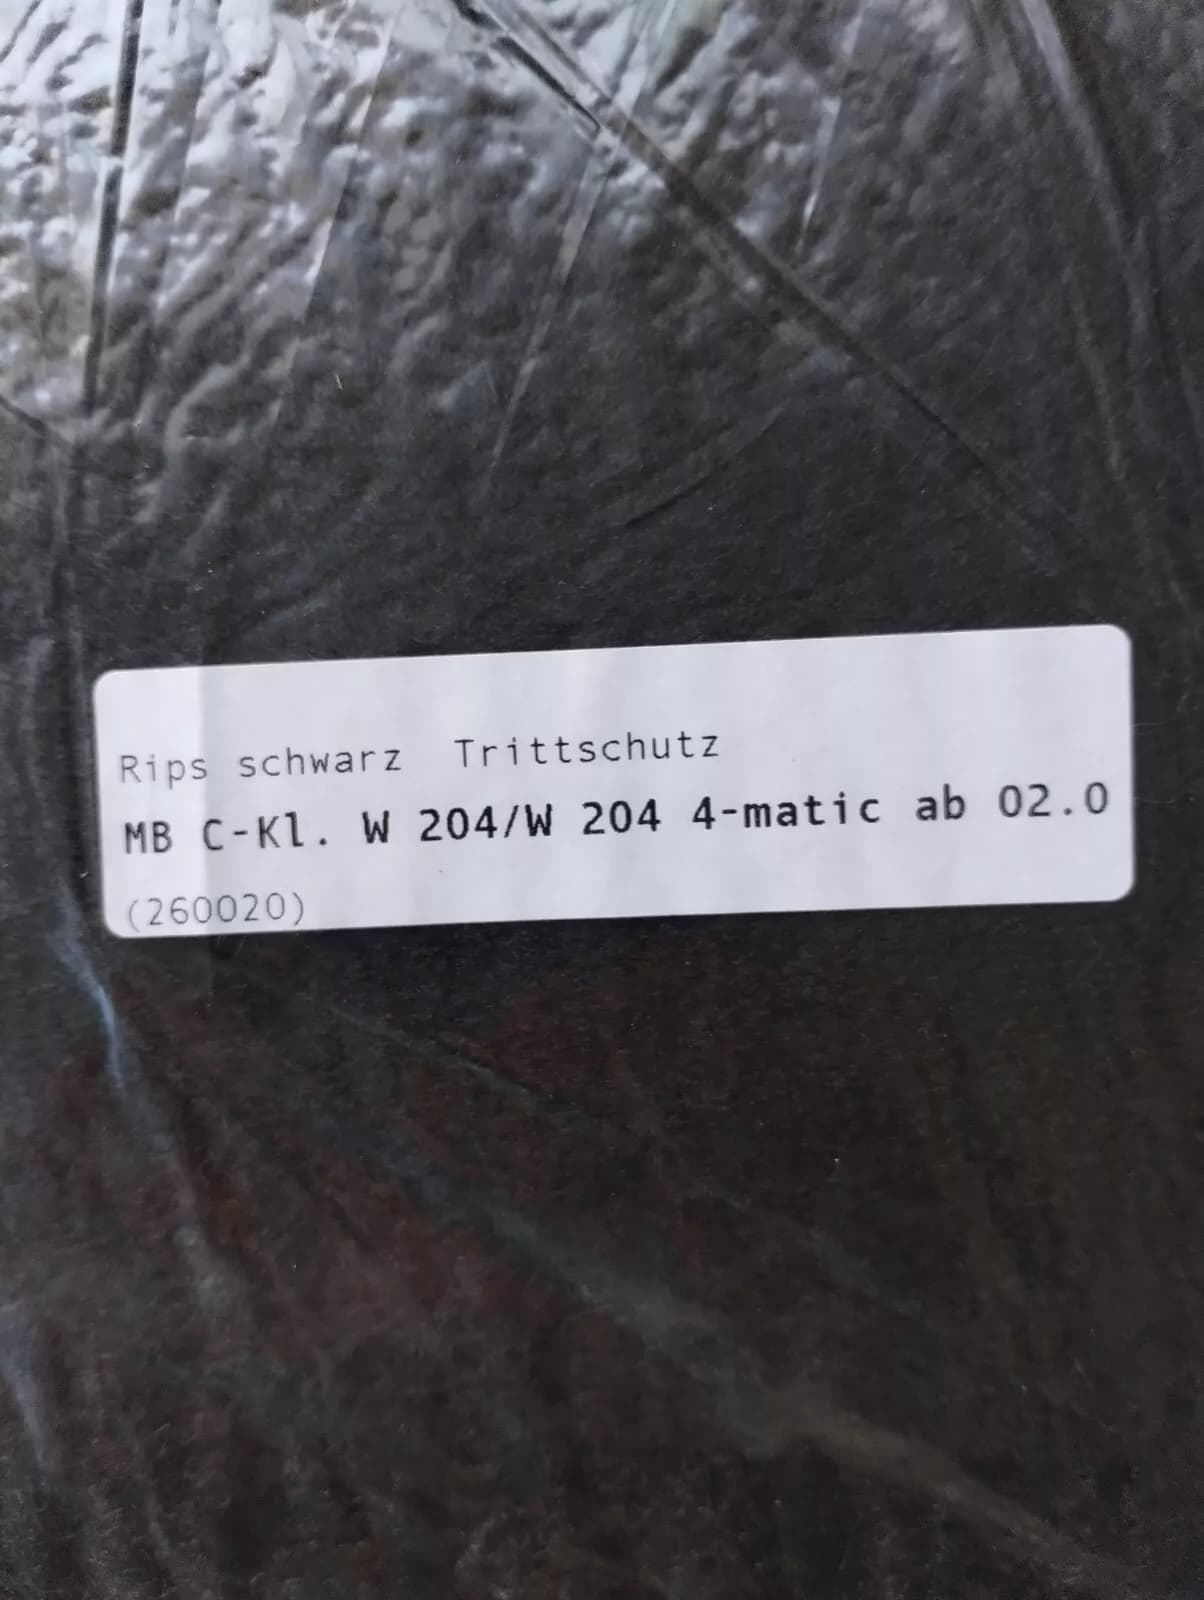 Rips schwarz Trittschutz
MB C-Kl. W 204/W 204 4-matic ab 02.0
(260020)